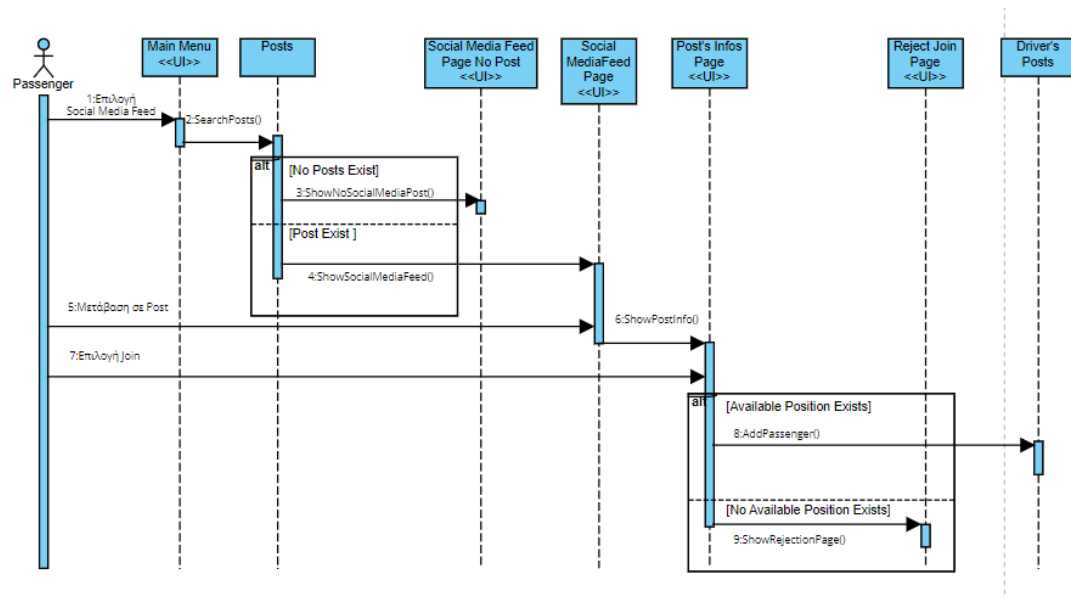 Passenger
Main Menu
<<UI>>
Posts
Social Media Feed
Page No Post
<<UI>>
Social
MediaFeed
Page
<<UI>>
Post's Infos
Page
<<UI>>
Reject Join
Page
<<UI>>
Driver's
Posts
1:Επιλογή
Social Media Feed
2:SearchPosts()
alt
[No Posts Exist]
3:ShowNoSocialMediaPost()
[Post Exist ]
4:ShowSocialMediaFeed()
5:Μετάβαση σε Post
6:ShowPostInfo()
7:Επιλογή Join
alt
[Available Position Exists]
8:AddPassenger()
[No Available Position Exists]
9:ShowRejectionPage()